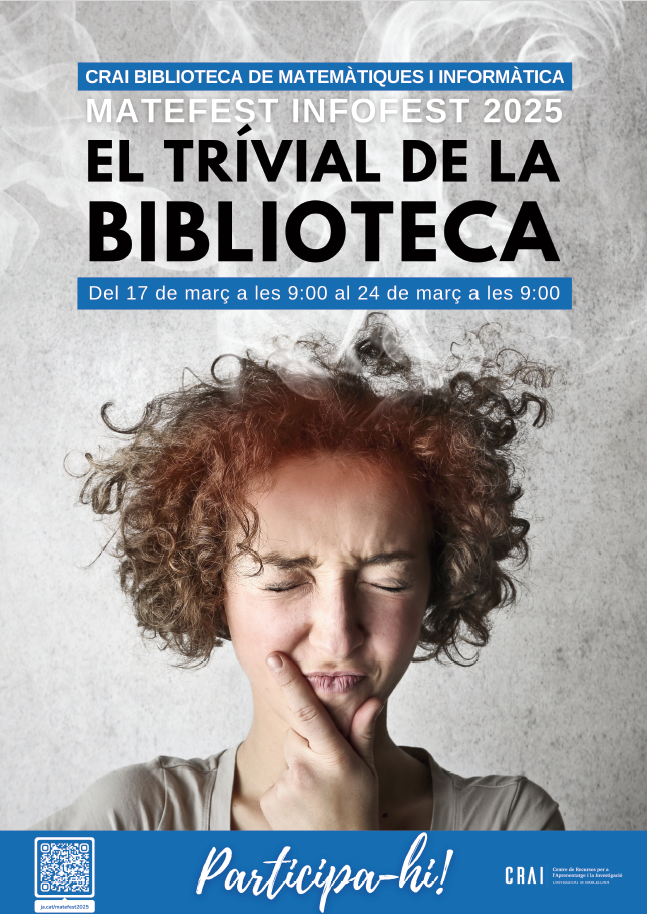 CRAI BIBLIOTECA DE MATEMÀTIQUES I INFORMÀTICA
MATEFEST INFOFEST 2025
EL TRÍVIAL DE LA
BIBLIOTECA
Del 17 de març a les 9:00 al 24 de març a les 9:00
Participa-hi!
ja.cat/matefest2025
CRAI
Centre de Recursos per a
l'Aprenentatge i la Investigació
UNIVERSITAT DE BARCELONA